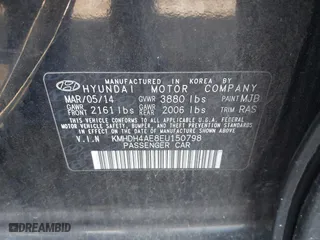 MANUFACTURED IN KOREA BY
HYUNDAI MOTOR COMPANY
MAR/05/14 GVWR 3880 lbs PAINT MJB
GAWR FRONT 2161 lbs GAWR REAR 2006 lbs TRIM RAS
THIS VEHICLE CONFORMS TO ALL APPLICABLE FEDERAL
MOTOR VEHICLE SAFETY, BUMPER, AND THEFT
PREVENTION STANDARDS IN EFFECT ON THE DATE OF
MANUFACTURE SHOWN ABOVE.
V.I.N KMHDH4AE8EU150798
PASSENGER CAR